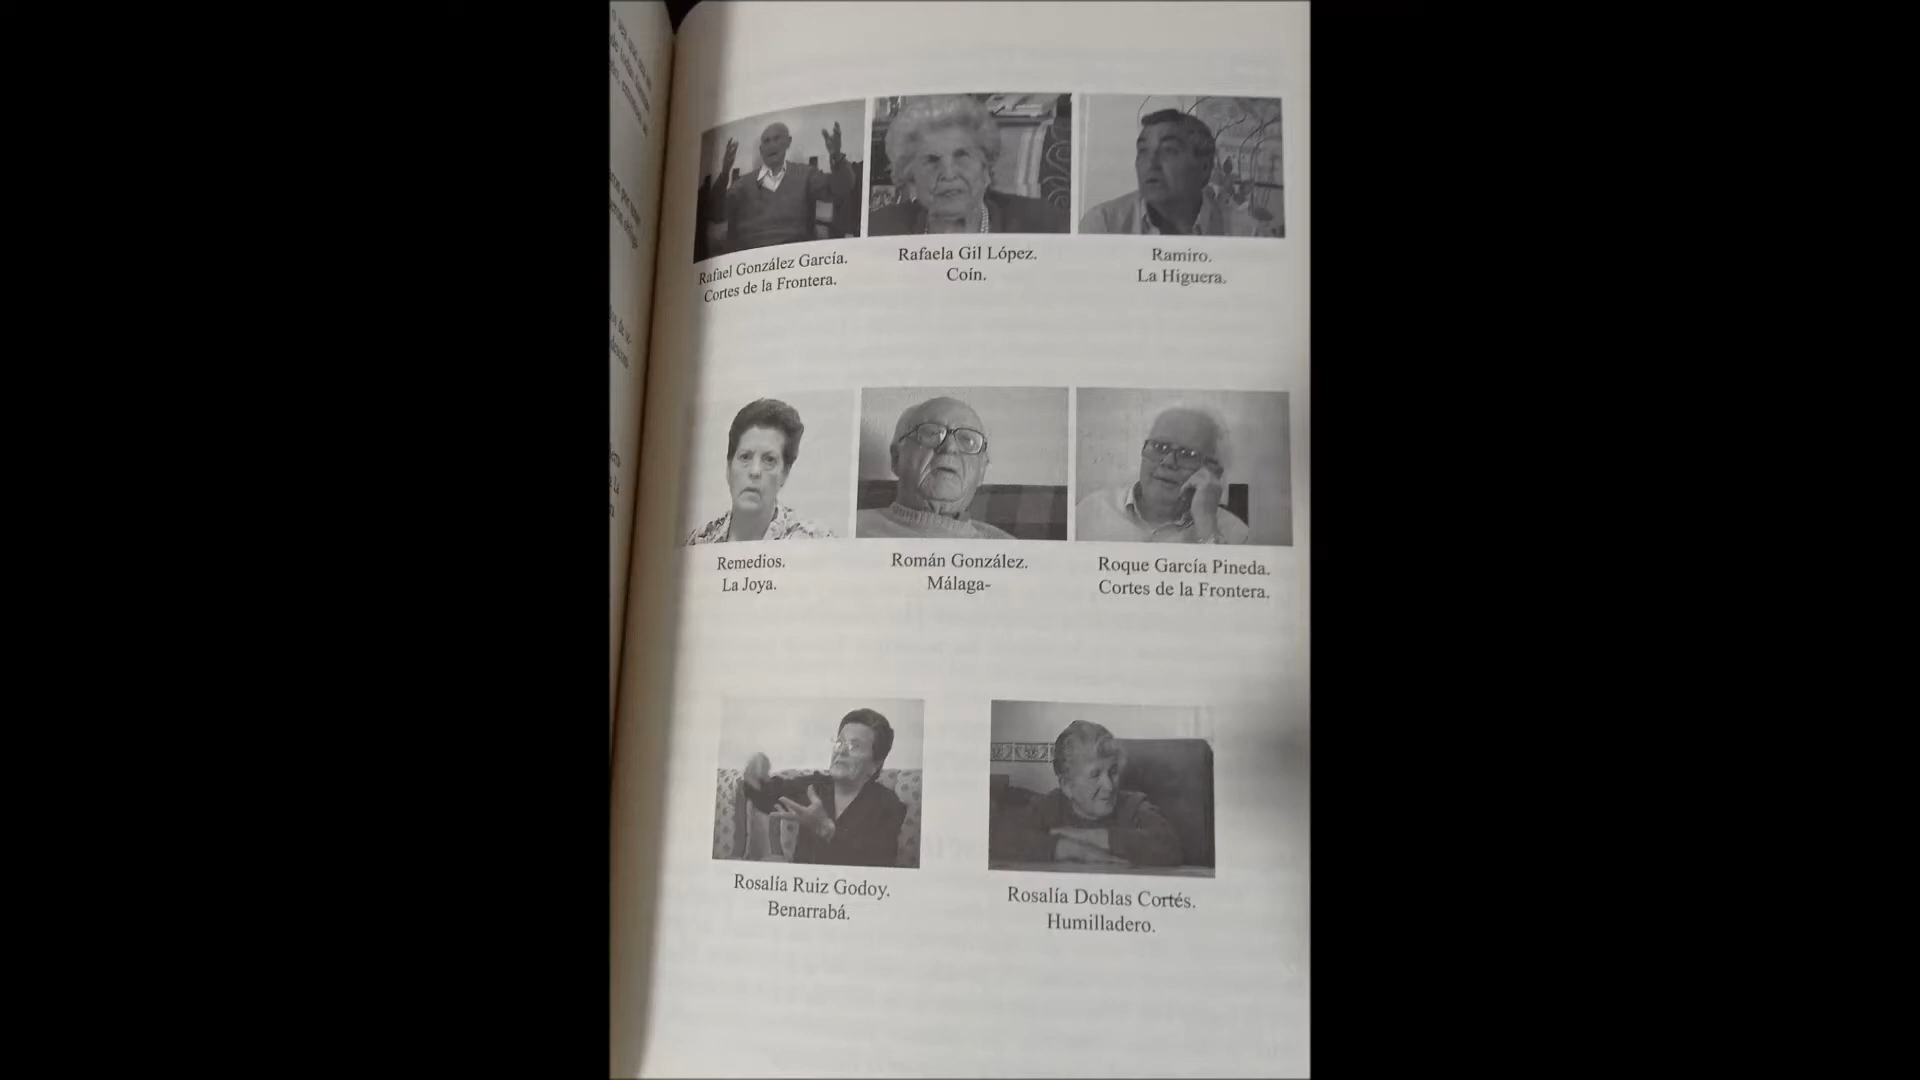 Rafael González García.
Cortes de la Frontera.
Rafaela Gil López.
Coín.
Ramiro.
La Higuera.
Remedios.
La Joya.
Román González.
Málaga-
Roque García Pineda.
Cortes de la Frontera.
Rosalía Ruiz Godoy.
Benarrabá.
Rosalía Doblas Cortés.
Humilladero.